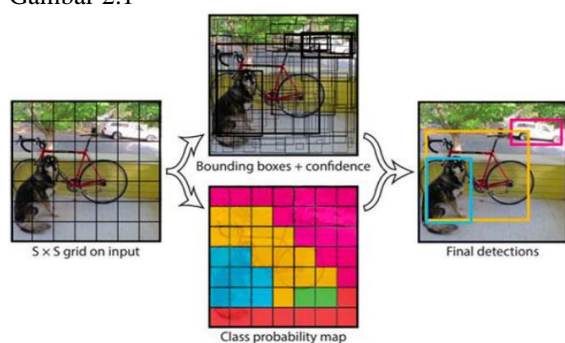 Gambar 2.1
Bounding boxes + confidence
S × S grid on input
Final detections
Class probability map